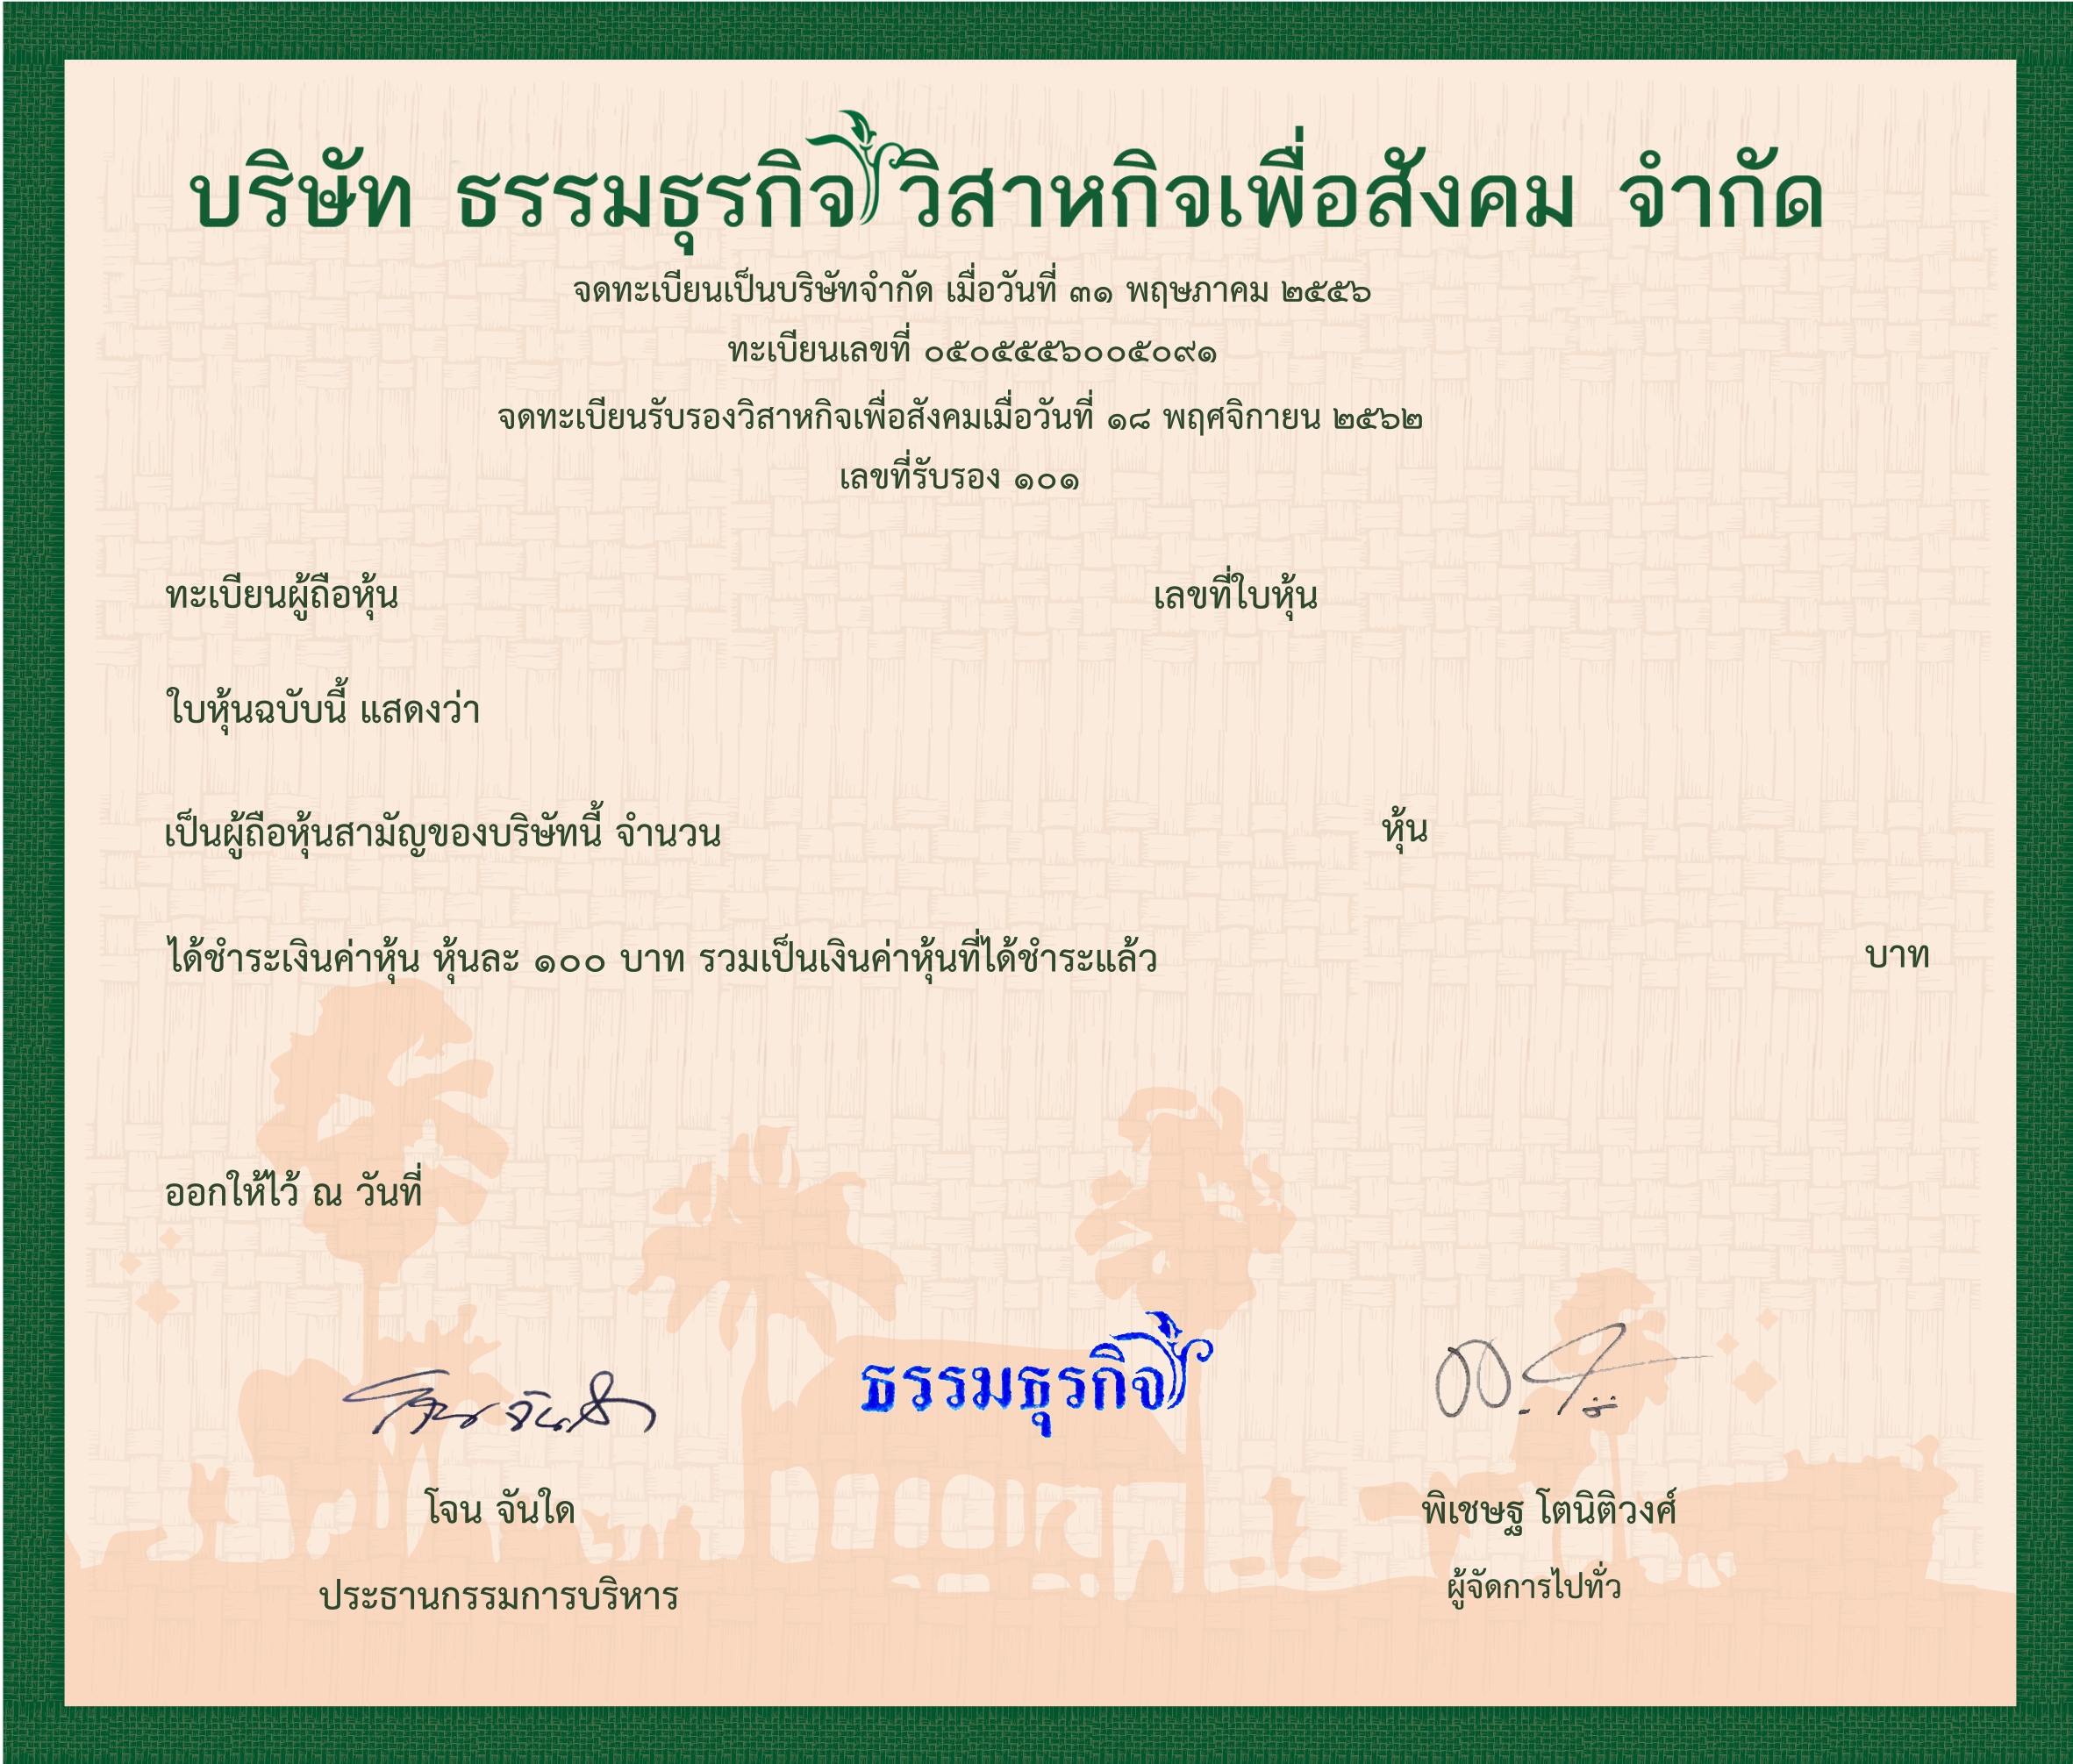 บริษัท ธรรมธุรกิจ วิสาหกิจเพื่อสังคม จำกัด
จดทะเบียนเป็นบริษัทจำกัด เมื่อวันที่ ๓๑ พฤษภาคม ๒๕๕๖
ทะเบียนเลขที่ ๐๕๐๕๕๕๖๐๐๕๐๙๑
จดทะเบียนรับรองวิสาหกิจเพื่อสังคมเมื่อวันที่ ๑๘ พฤศจิกายน ๒๕๖๒
เลขที่รับรอง ๑๐๑
ทะเบียนผู้ถือหุ้น เลขที่ใบหุ้น
ใบหุ้นฉบับนี้ แสดงว่า
เป็นผู้ถือหุ้นสามัญของบริษัทนี้ จำนวน หุ้น
ได้ชำระเงินค่าหุ้น หุ้นละ ๑๐๐ บาท รวมเป็นเงินค่าหุ้นที่ได้ชำระแล้ว บาท
ออกให้ไว้ ณ วันที่
โจน จันใด ธรรมธุรกิจ
โจน จันใด พิเชษฐ โตนิติวงศ์
ประธานกรรมการบริหาร ผู้จัดการไปทั่ว